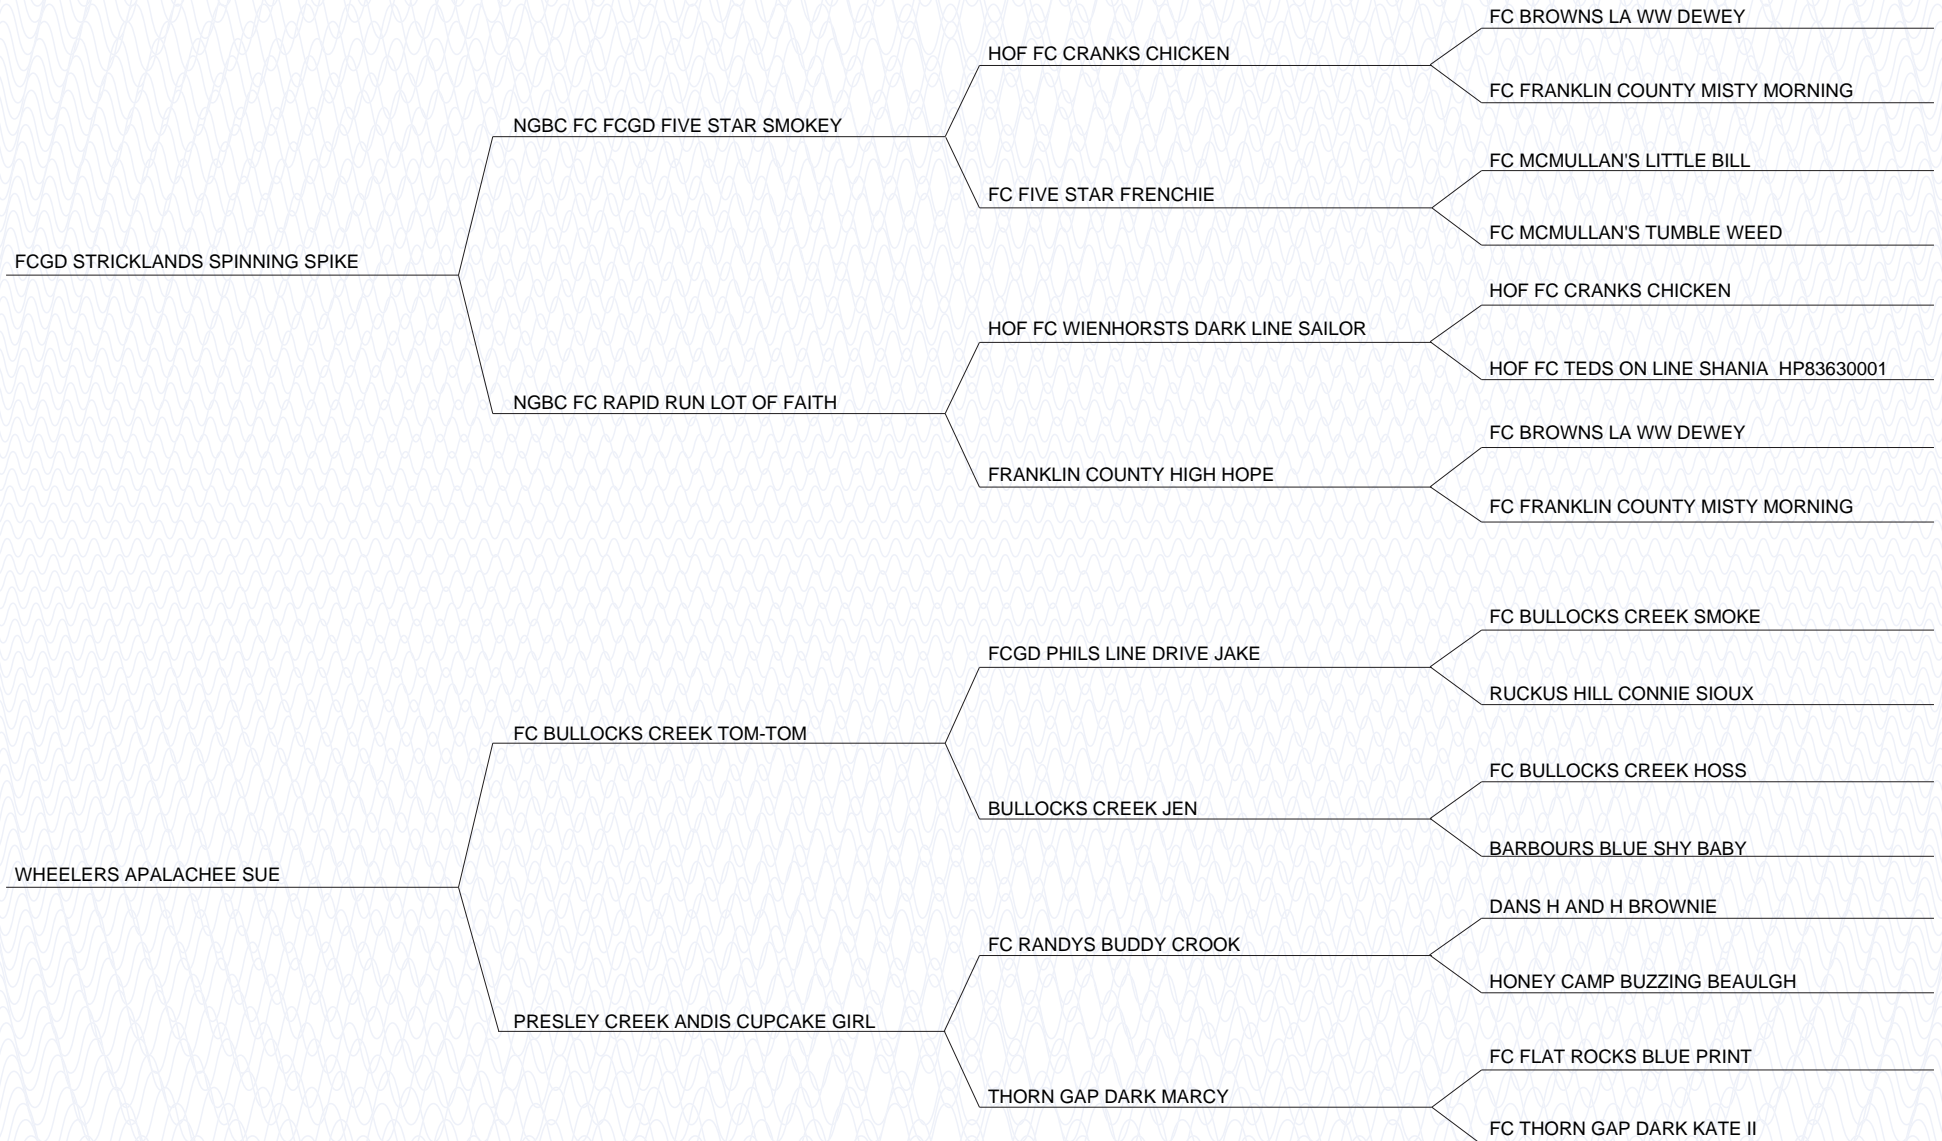 FC BROWNS LA WW DEWEY
HOF FC CRANKS CHICKEN
FC FRANKLIN COUNTY MISTY MORNING
NGBC FC FCGD FIVE STAR SMOKEY
FC MCMULLAN'S LITTLE BILL
FC FIVE STAR FRENCHIE
FC MCMULLAN'S TUMBLE WEED
FCGD STRICKLANDS SPINNING SPIKE
HOF FC CRANKS CHICKEN
HOF FC WIENHORSTS DARK LINE SAILOR
HOF FC TEDS ON LINE SHANIA HP83630001
NGBC FC RAPID RUN LOT OF FAITH
FC BROWNS LA WW DEWEY
FRANKLIN COUNTY HIGH HOPE
FC FRANKLIN COUNTY MISTY MORNING
FC BULLOCKS CREEK SMOKE
FCGD PHILS LINE DRIVE JAKE
RUCKUS HILL CONNIE SIOUX
FC BULLOCKS CREEK TOM-TOM
FC BULLOCKS CREEK HOSS
BULLOCKS CREEK JEN
BARBOURS BLUE SHY BABY
WHEELERS APALACHEE SUE
DANS H AND H BROWNIE
FC RANDYS BUDDY CROOK
HONEY CAMP BUZZING BEAULGH
PRESLEY CREEK ANDIS CUPCAKE GIRL
FC FLAT ROCKS BLUE PRINT
THORN GAP DARK MARCY
FC THORN GAP DARK KATE II